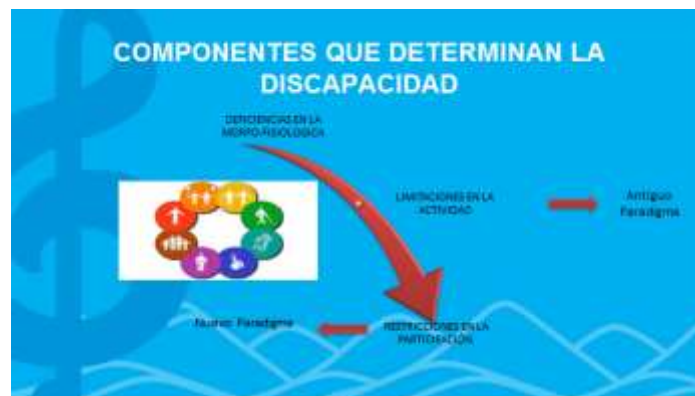 COMPONENTES QUE DETERMINAN LA
DISCAPACIDAD
DEFICIENCIAS EN LA
MORFO-FISIOLÓGICA
LIMITACIONES EN LA
ACTIVIDAD
Antiguo
Paradigma
Nuevo Paradigma
RESTRICCIONES EN LA
PARTICIPACIÓN